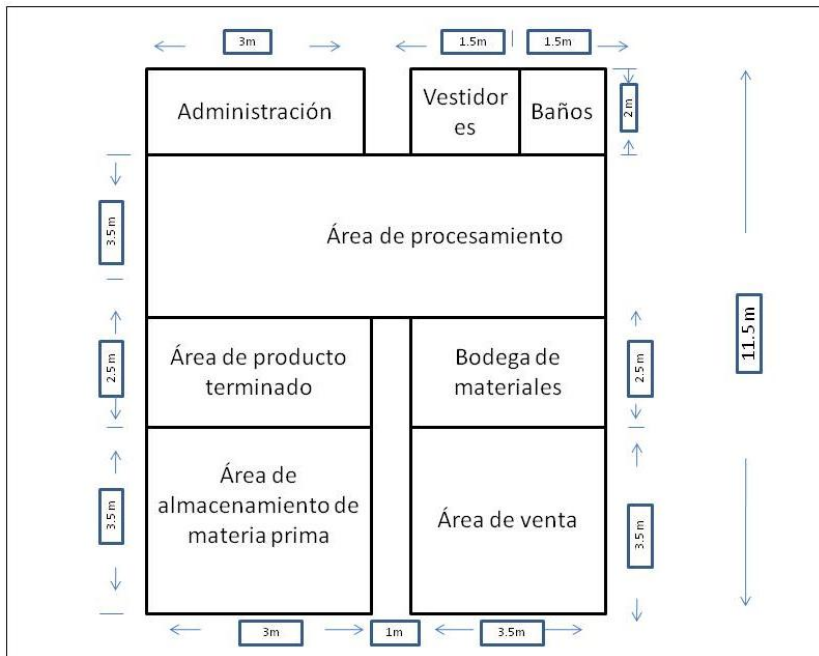 3m
1.5m
1.5m
Administración
Vestidor
es
Baños
2 m
3.5 m
Área de procesamiento
11.5 m
2.5 m
Área de producto
terminado
Bodega de
materiales
2.5 m
3.5 m
Área de
almacenamiento de
materia prima
Área de venta
3.5 m
3m
1m
3.5m